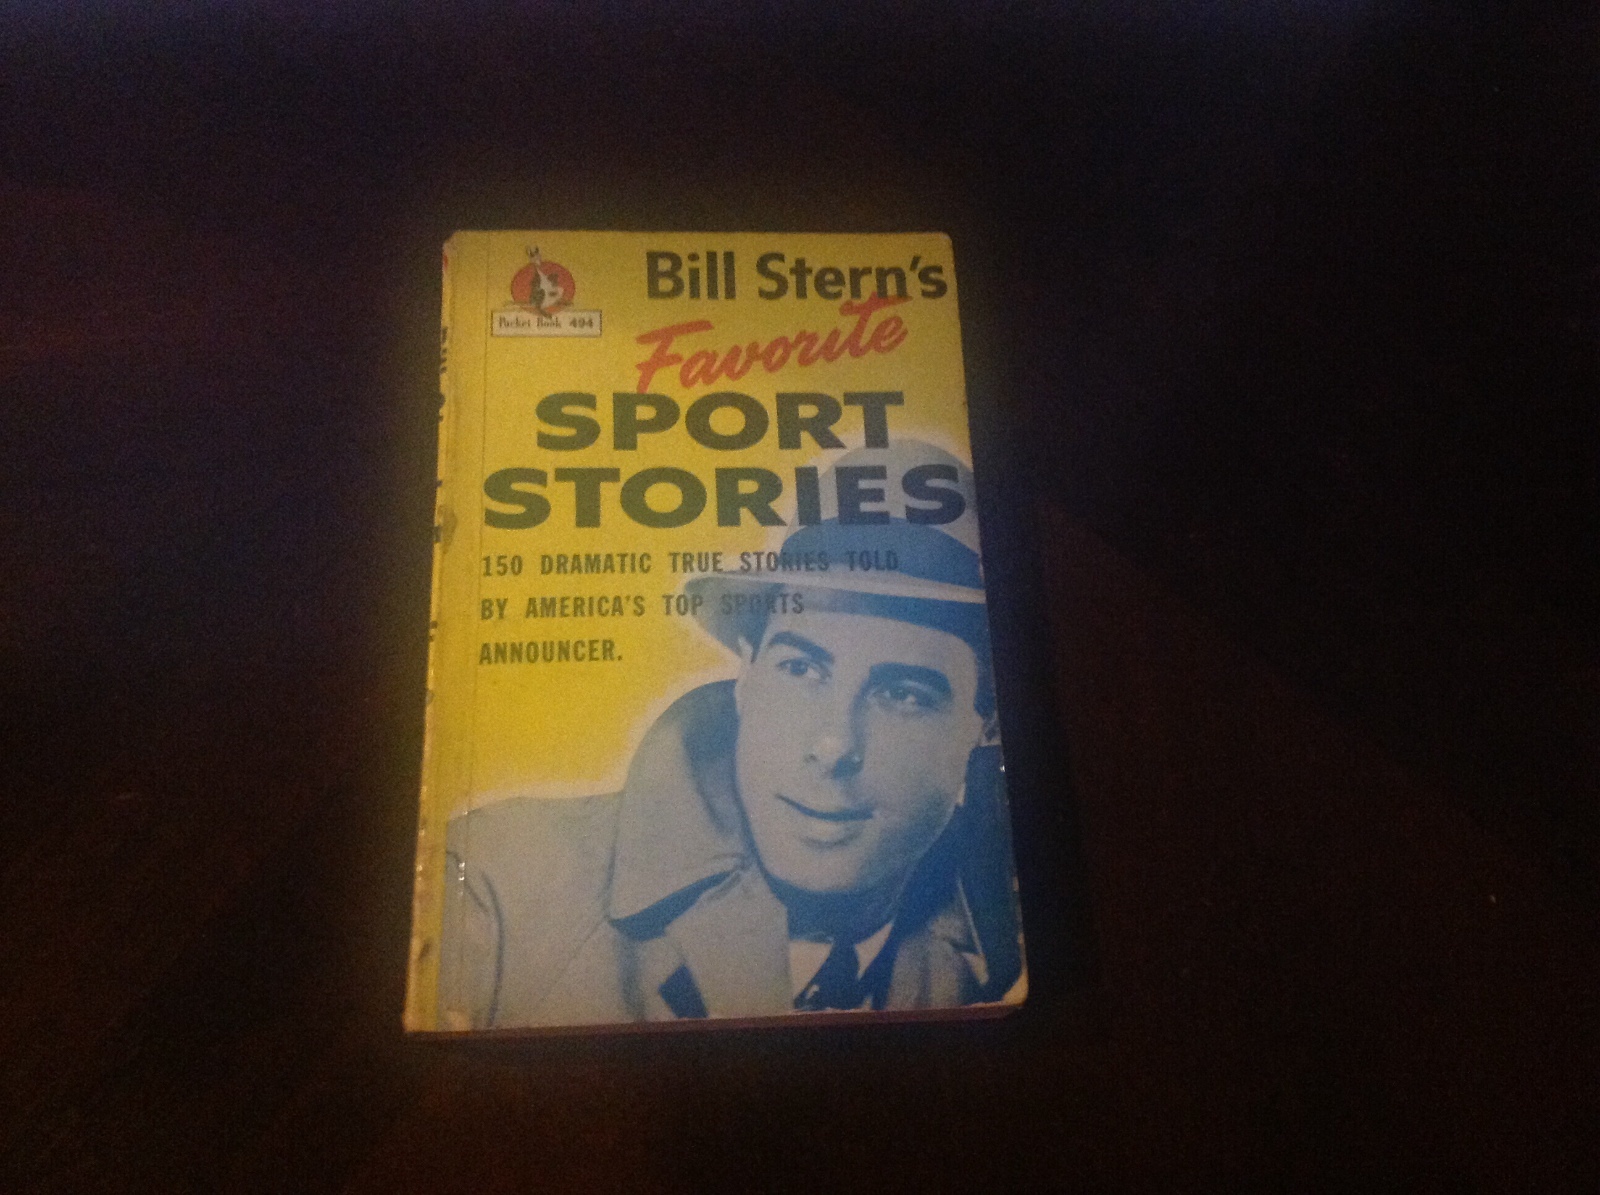 Bill Stern's
Pocket Book 494
Favorite
SPORT
STORIES
150 DRAMATIC TRUE STORIES TOLD
BY AMERICA'S TOP SPORTS
ANNOUNCER.